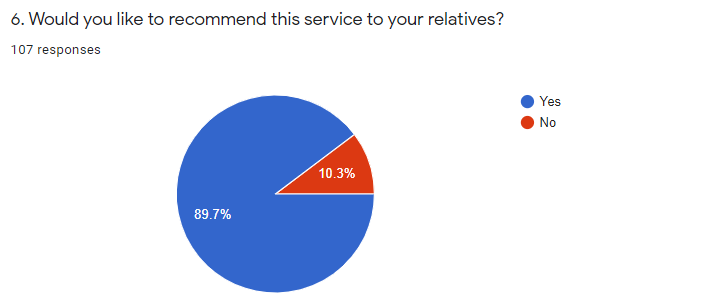 6. Would you like to recommend this service to your relatives?
107 responses
Yes
No
10.3%
89.7%